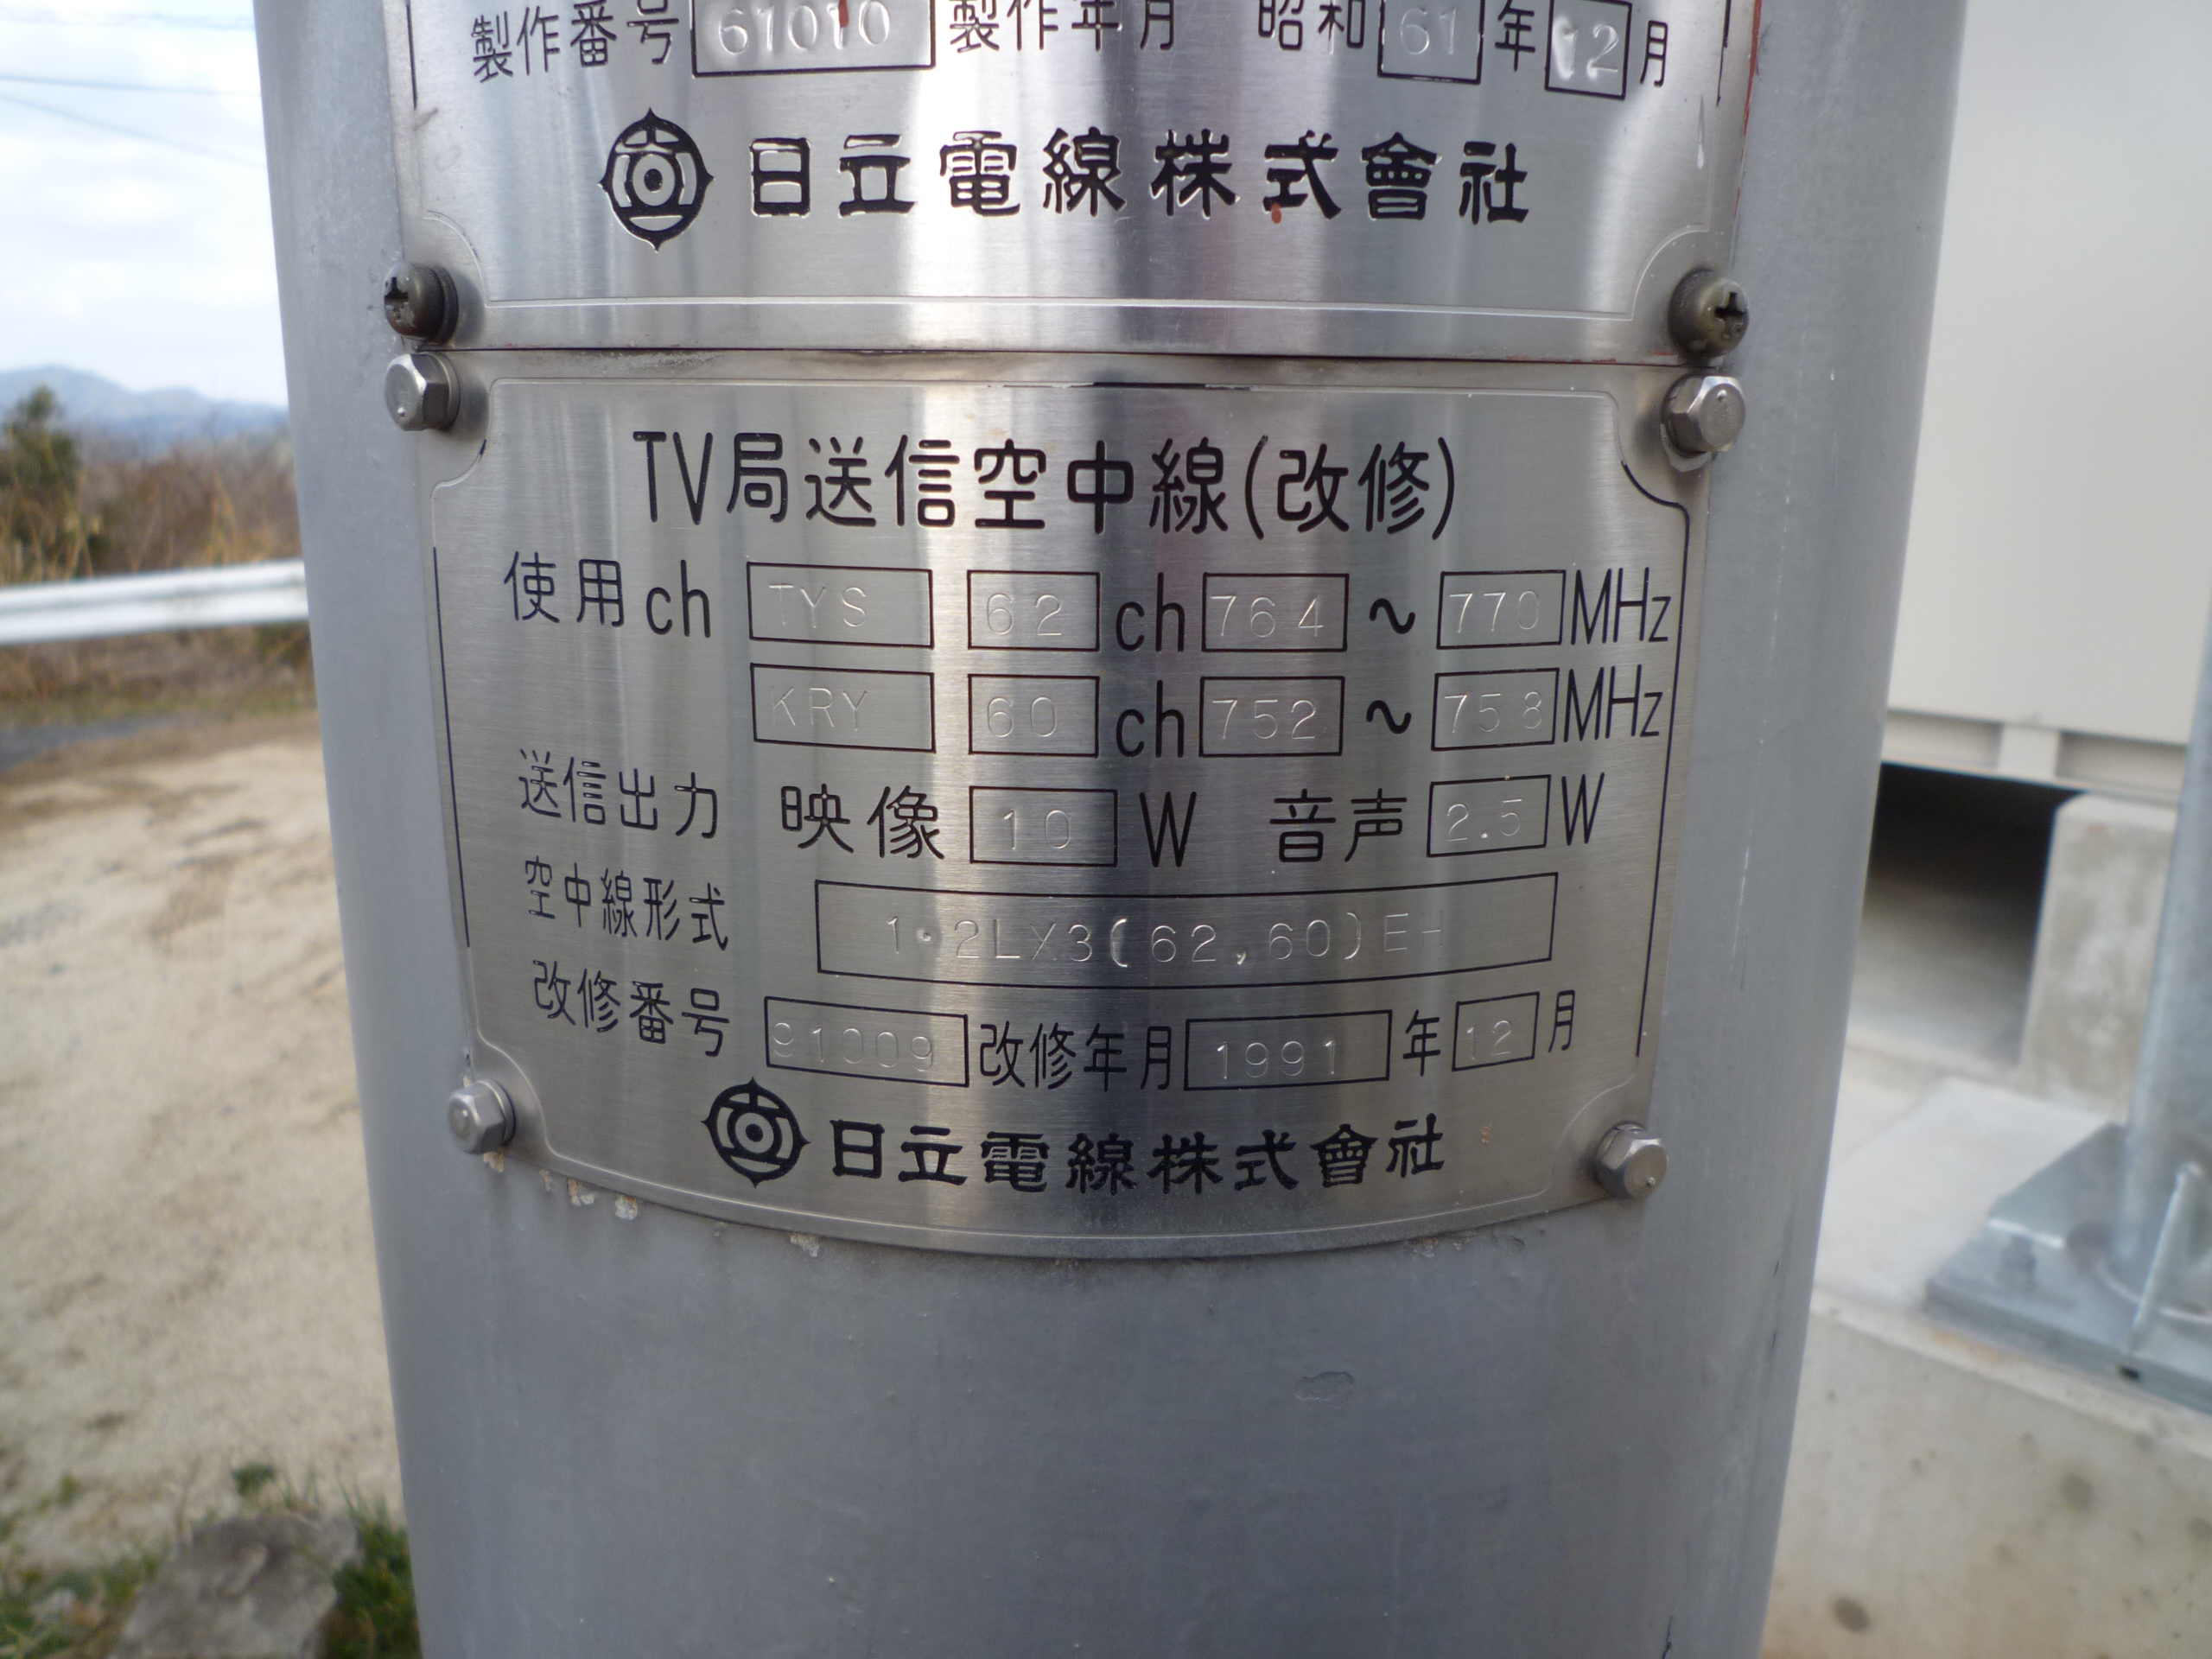 製作番号 61010 製作年月 昭和 61 年 12 月
日立電線株式會社
TV局送信空中線(改修)
使用ch TYS 62 ch 764 ~ 770 MHz
KRY 60 ch 752 ~ 758 MHz
送信出力 映像 10 W 音声 2.5 W
空中線形式 1・2LX3(62,60)EH
改修番号 91009 改修年月 1991 年 12 月
日立電線株式會社